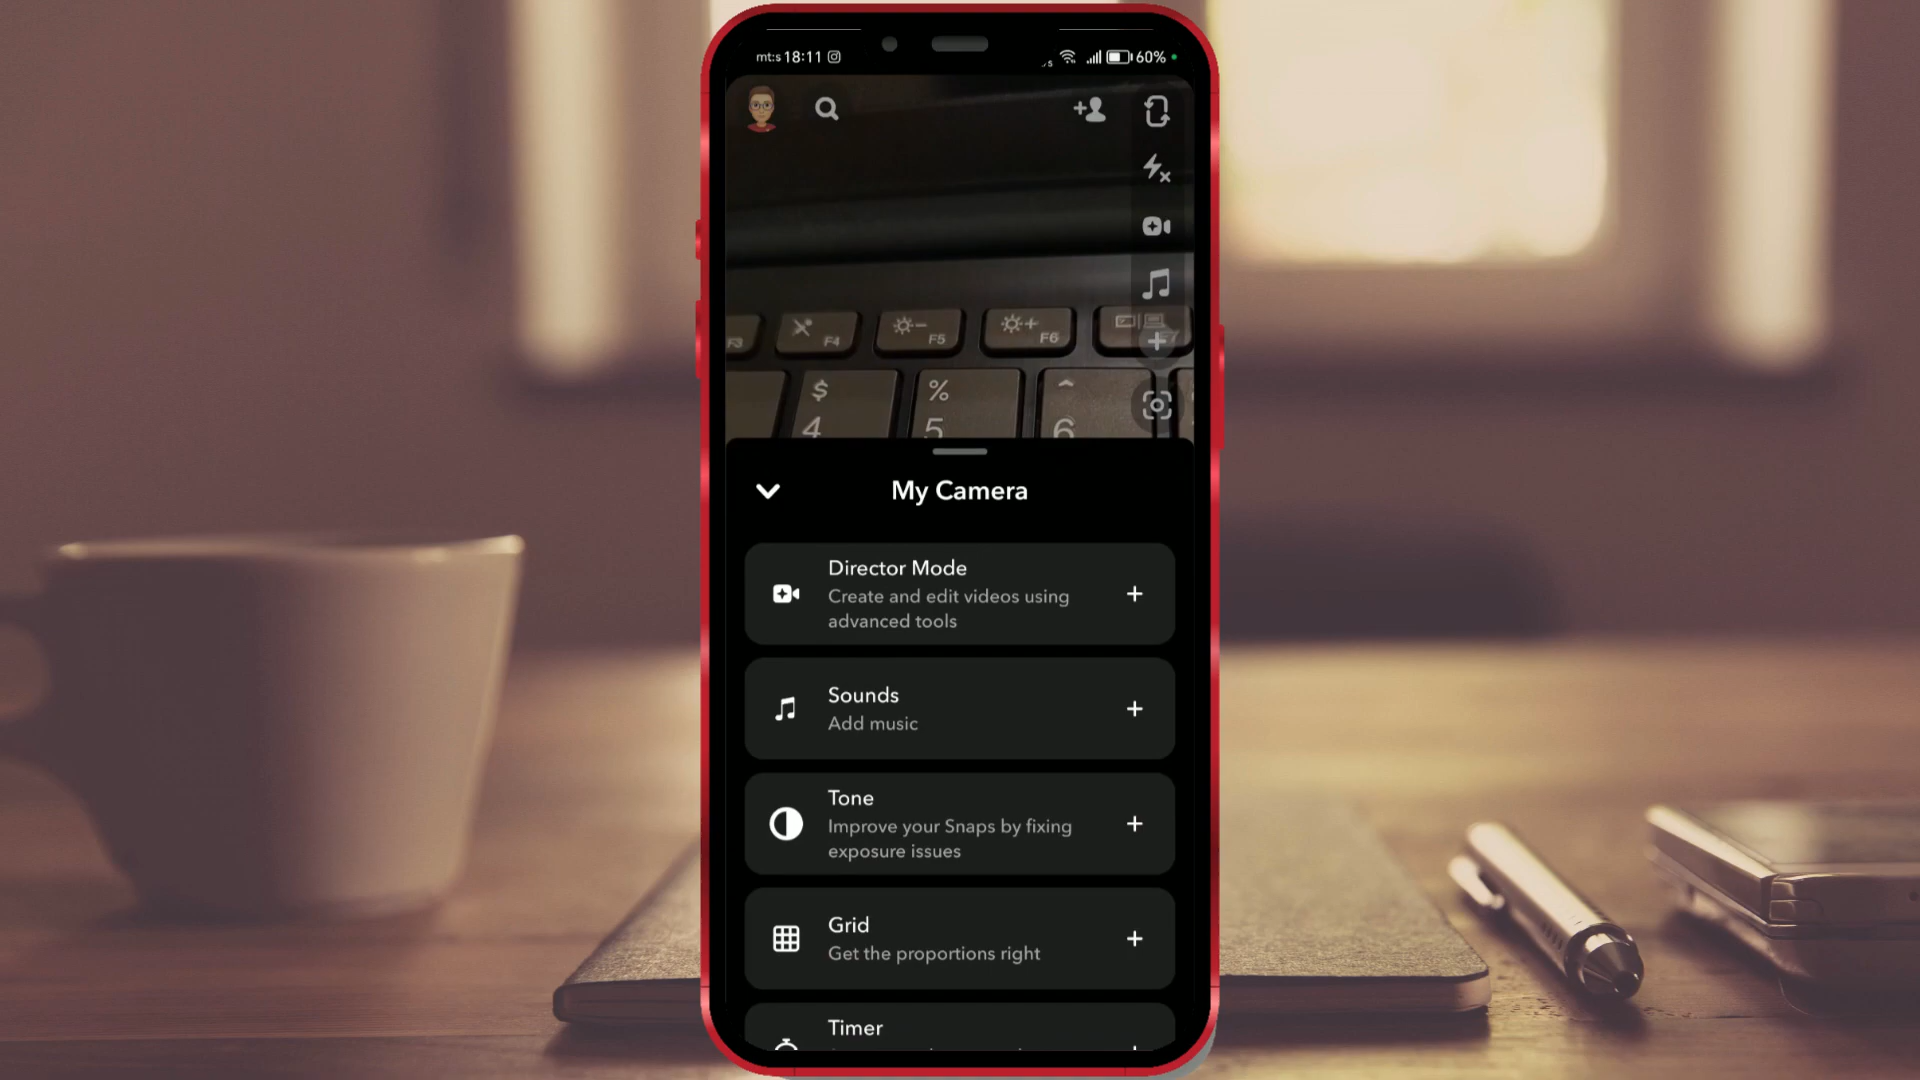 mt:s 18:11 60%
F3 F4 F5 F6
$ % ^
4 5 6
My Camera
Director Mode
Create and edit videos using
advanced tools
Sounds
Add music
Tone
Improve your Snaps by fixing
exposure issues
Grid
Get the proportions right
Timer